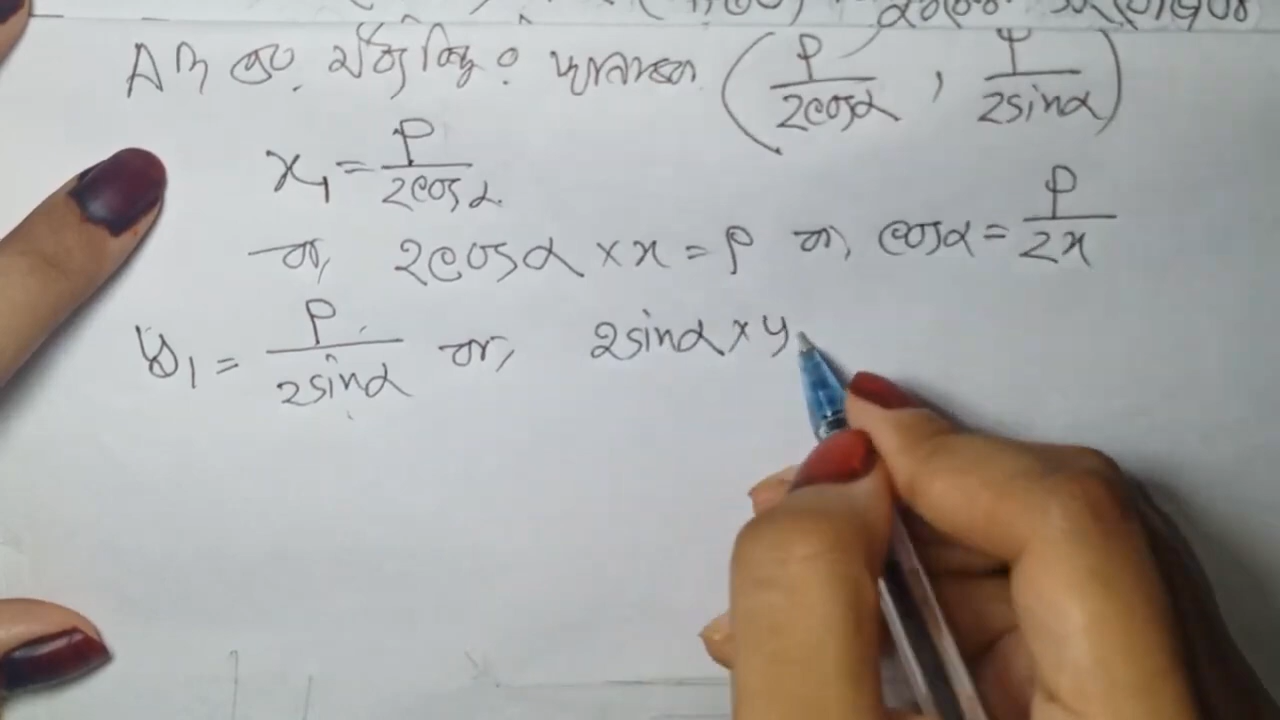 AB এর মধ্যবিন্দুর স্থানাঙ্ক (P/2cosα, P/2sinα)
x₁ = P/2cosα
বা, 2cosα × x = P বা, cosα = P/2x
y₁ = P/2sinα বা, 2sinα × y